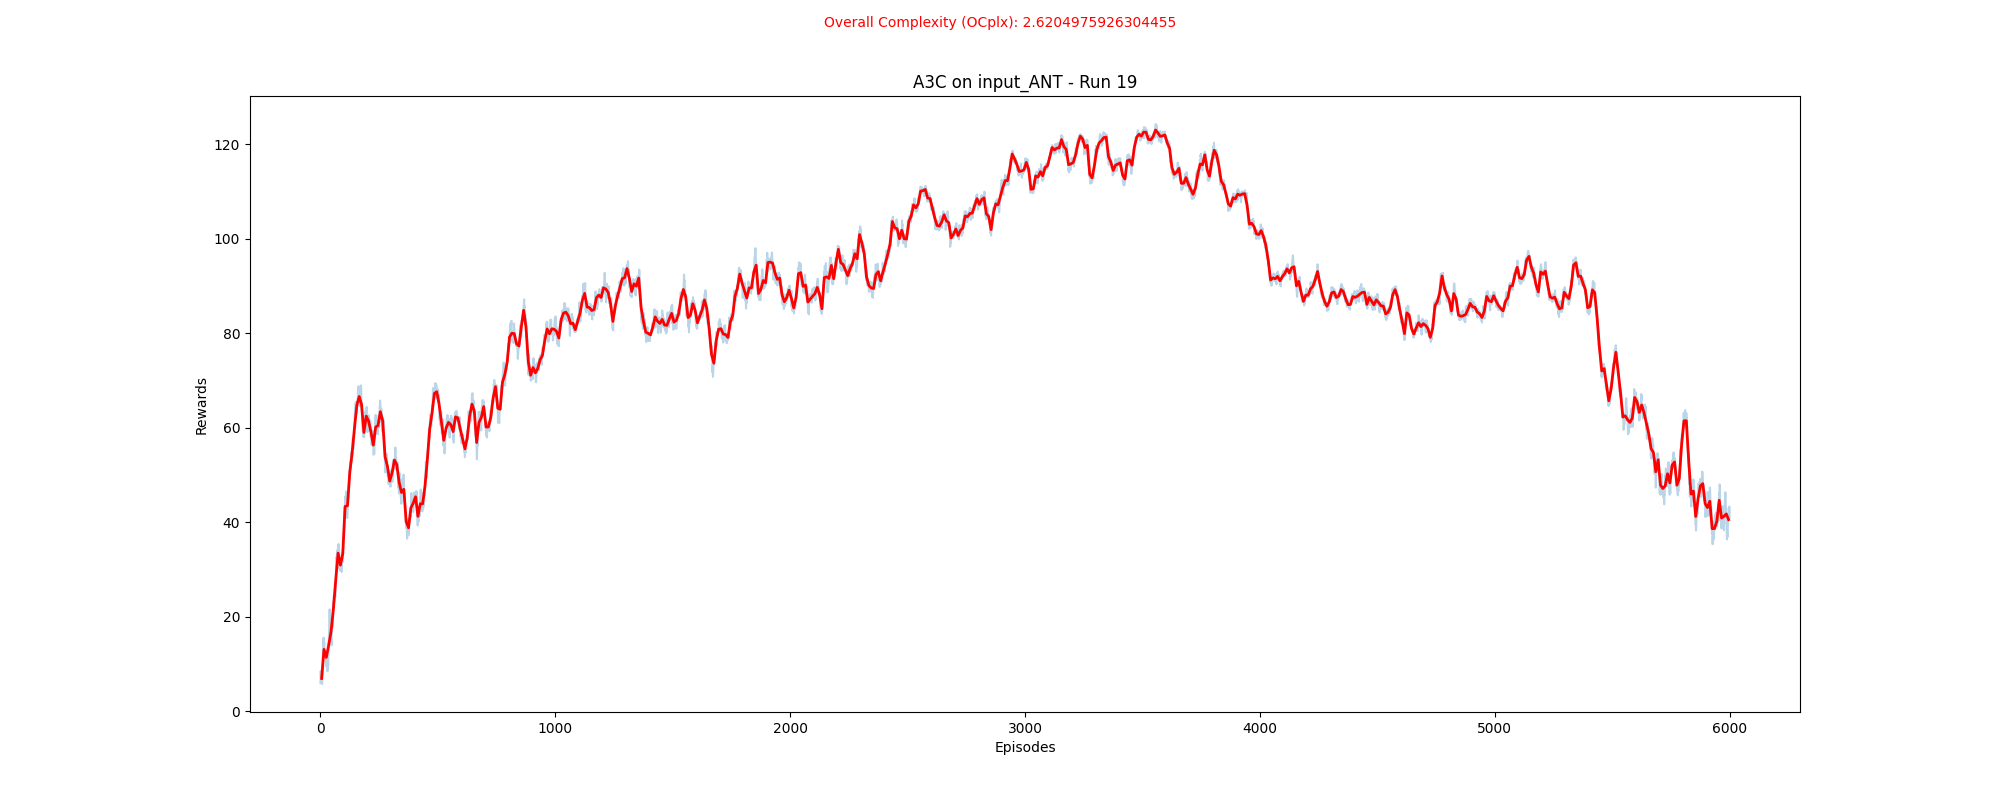 Overall Complexity (OCplx): 2.6204975926304455
A3C on input_ANT - Run 19
120
100
80
60
40
20
0
Rewards
0 1000 2000 3000 4000 5000 6000
Episodes